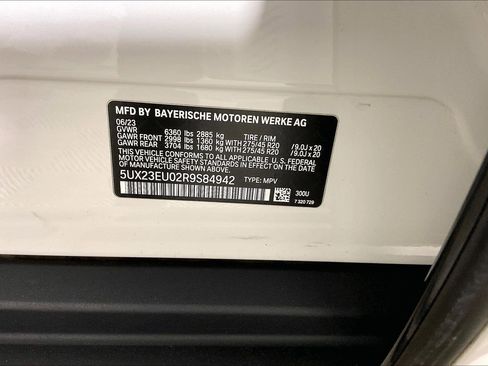 MFD BY BAYERISCHE MOTOREN WERKE AG
06/23
GVWR 6360 lbs 2885 kg TIRE / RIM
GAWR FRONT 2998 lbs 1360 kg WITH 275/45 R20 /9.0J x 20
GAWR REAR 3704 lbs 1680 kg WITH 275/45 R20 /9.0J x 20
THIS VEHICLE CONFORMS TO ALL APPLICABLE U. S. FEDERAL
MOTOR VEHICLE SAFETY STANDARDS IN EFFECT ON THE DATE
OF MANUFACTURE SHOWN ABOVE.
5UX23EU02R9S84942 TYPE: MPV
300U
7 320 729